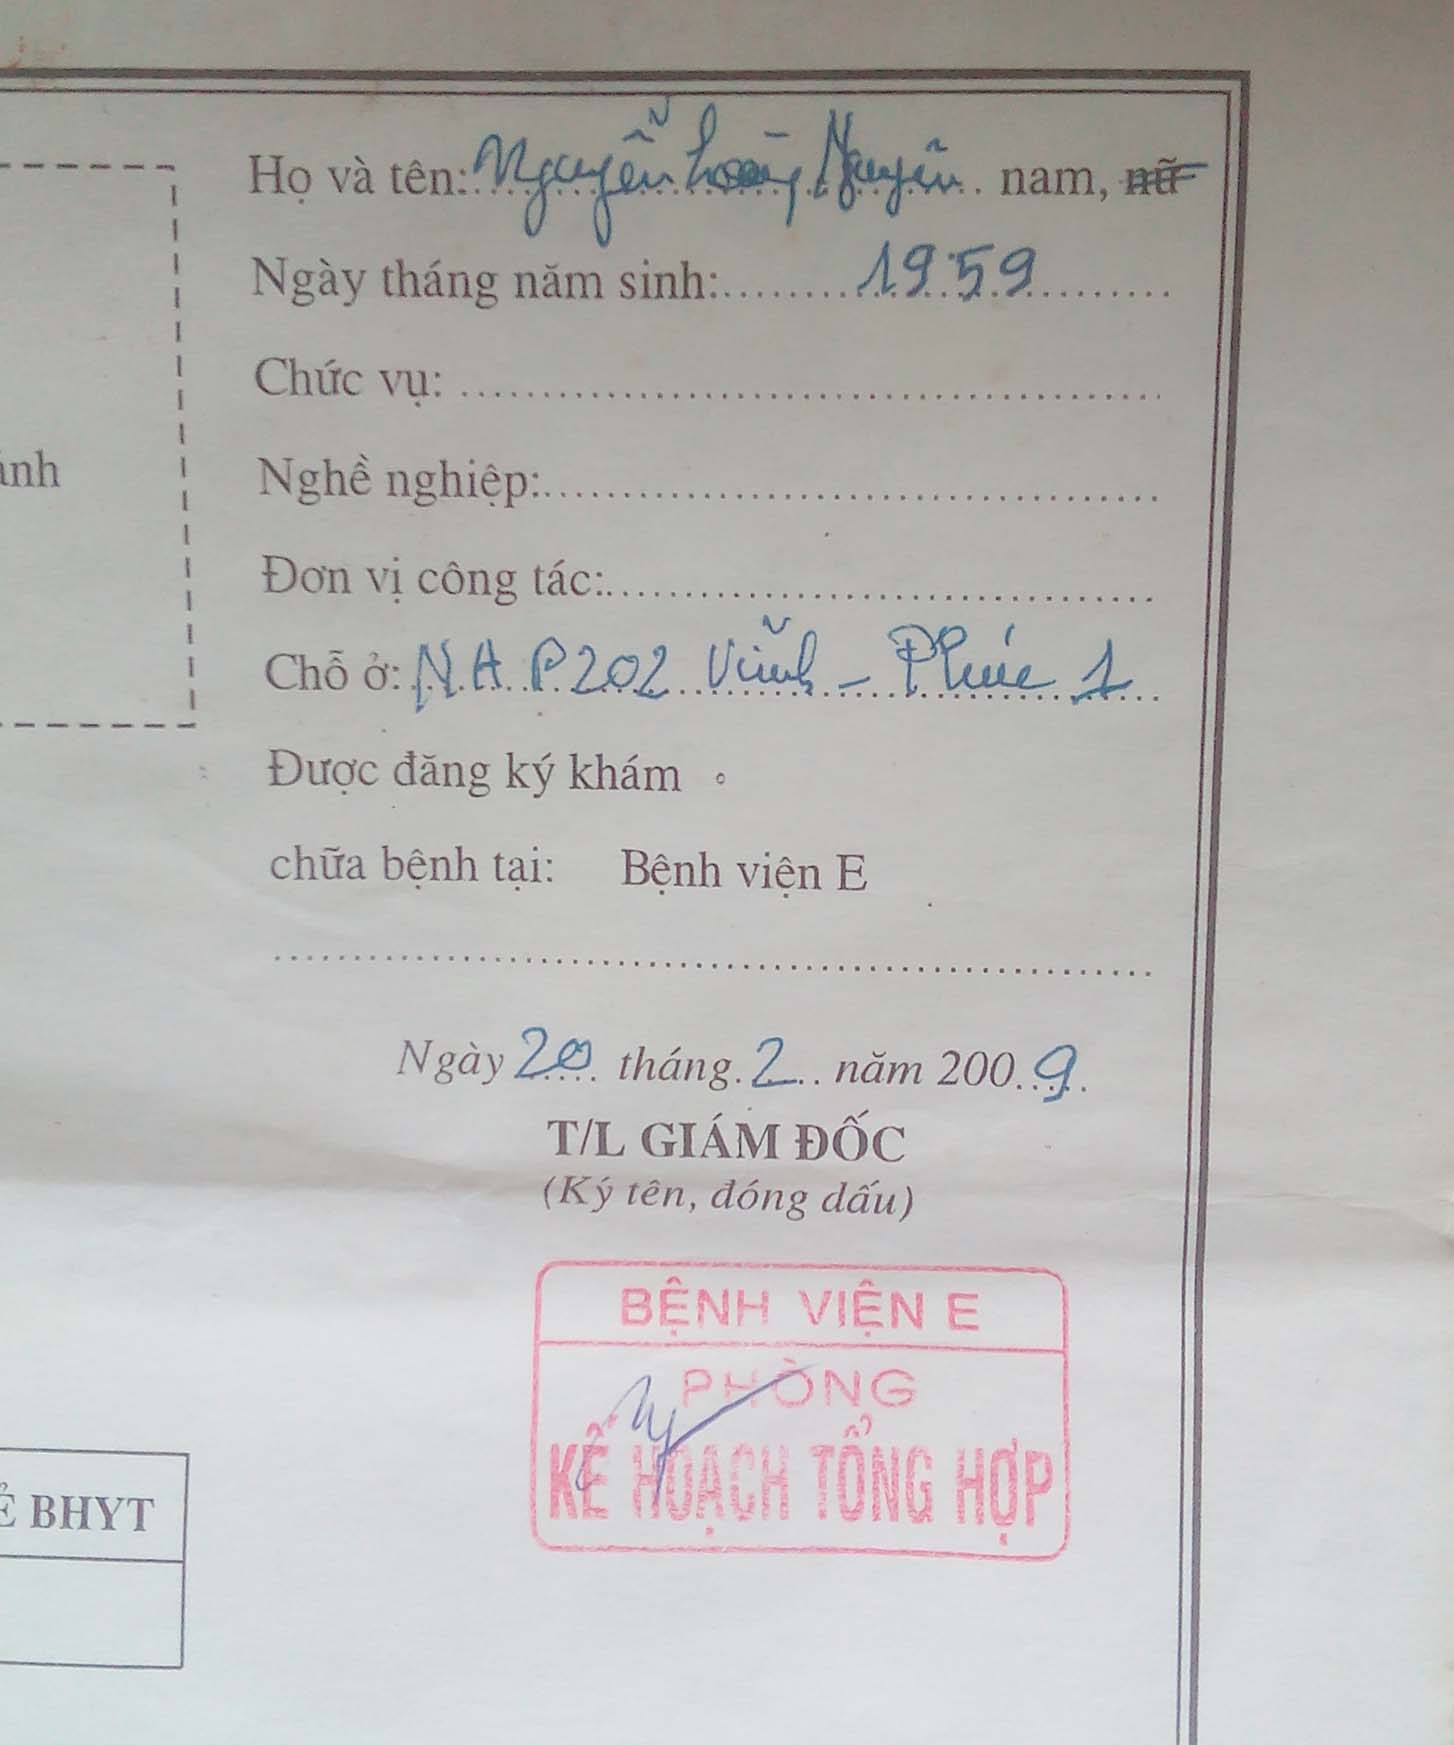 Họ và tên: Nguyễn Hoàng Nguyên nam, nữ
Ngày tháng năm sinh: 1959
Chức vụ:
ảnh
Nghề nghiệp:
Đơn vị công tác:
Chỗ ở: N.A. P202 Vĩnh - Phúc 1
Được đăng ký khám
chữa bệnh tại: Bệnh viện E
Ngày 20 tháng 2 năm 2009
T/L GIÁM ĐỐC
(Ký tên, đóng dấu)
BỆNH VIỆN E
PHÒNG
KẾ HOẠCH TỔNG HỢP
BHYT